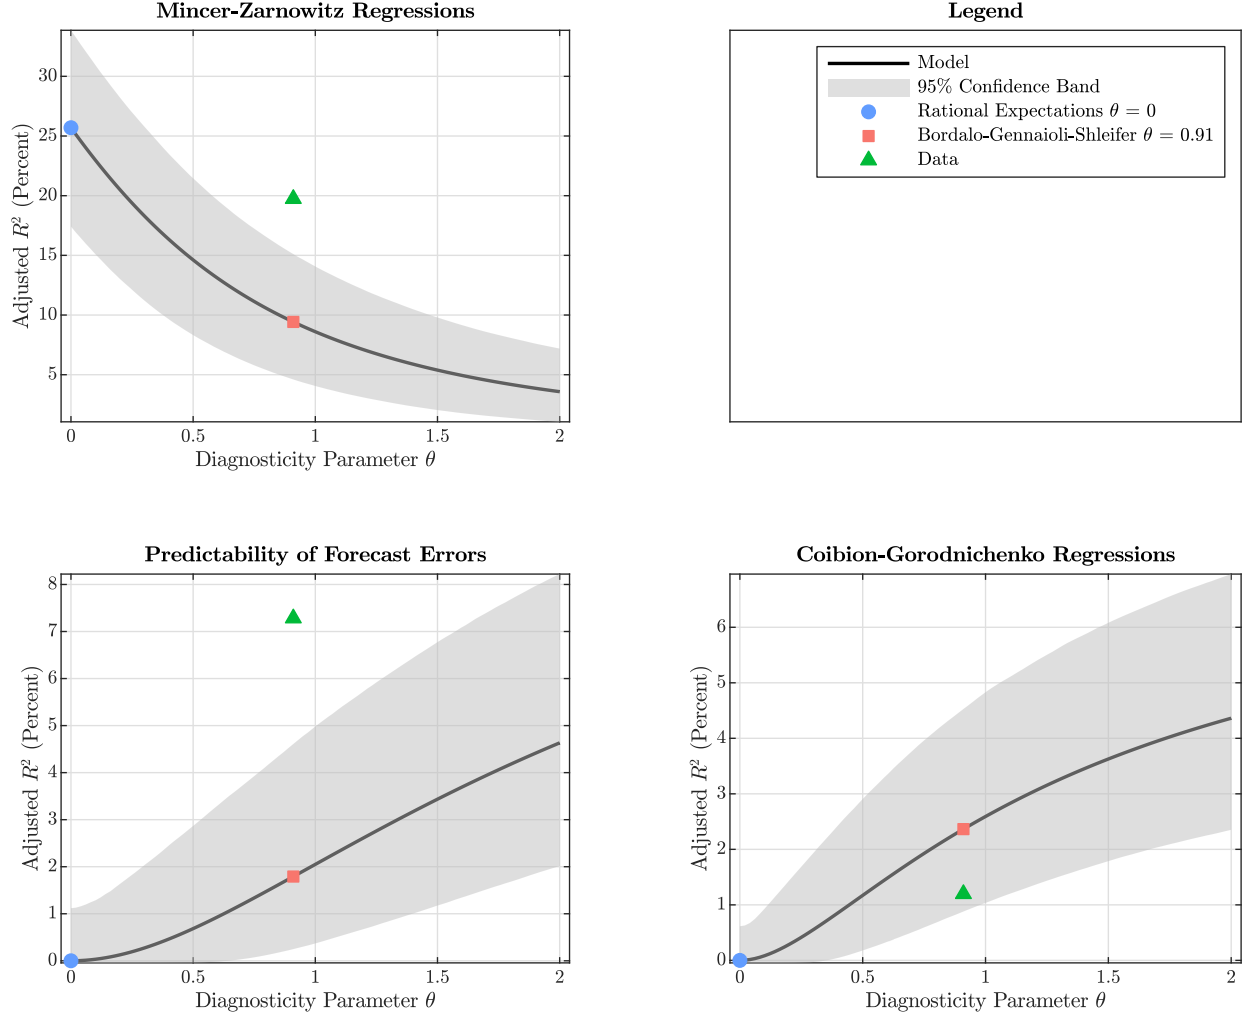 Mincer-Zarnowitz Regressions
Adjusted R² (Percent)
30
25
20
15
10
5
0
0.5
1
1.5
2
Diagnosticity Parameter θ
Legend
Model
95% Confidence Band
Rational Expectations θ = 0
Bordalo-Gennaioli-Shleifer θ = 0.91
Data
Predictability of Forecast Errors
Adjusted R² (Percent)
8
7
6
5
4
3
2
1
0
0
0.5
1
1.5
2
Diagnosticity Parameter θ
Coibion-Gorodnichenko Regressions
Adjusted R² (Percent)
6
5
4
3
2
1
0
0
0.5
1
1.5
2
Diagnosticity Parameter θ